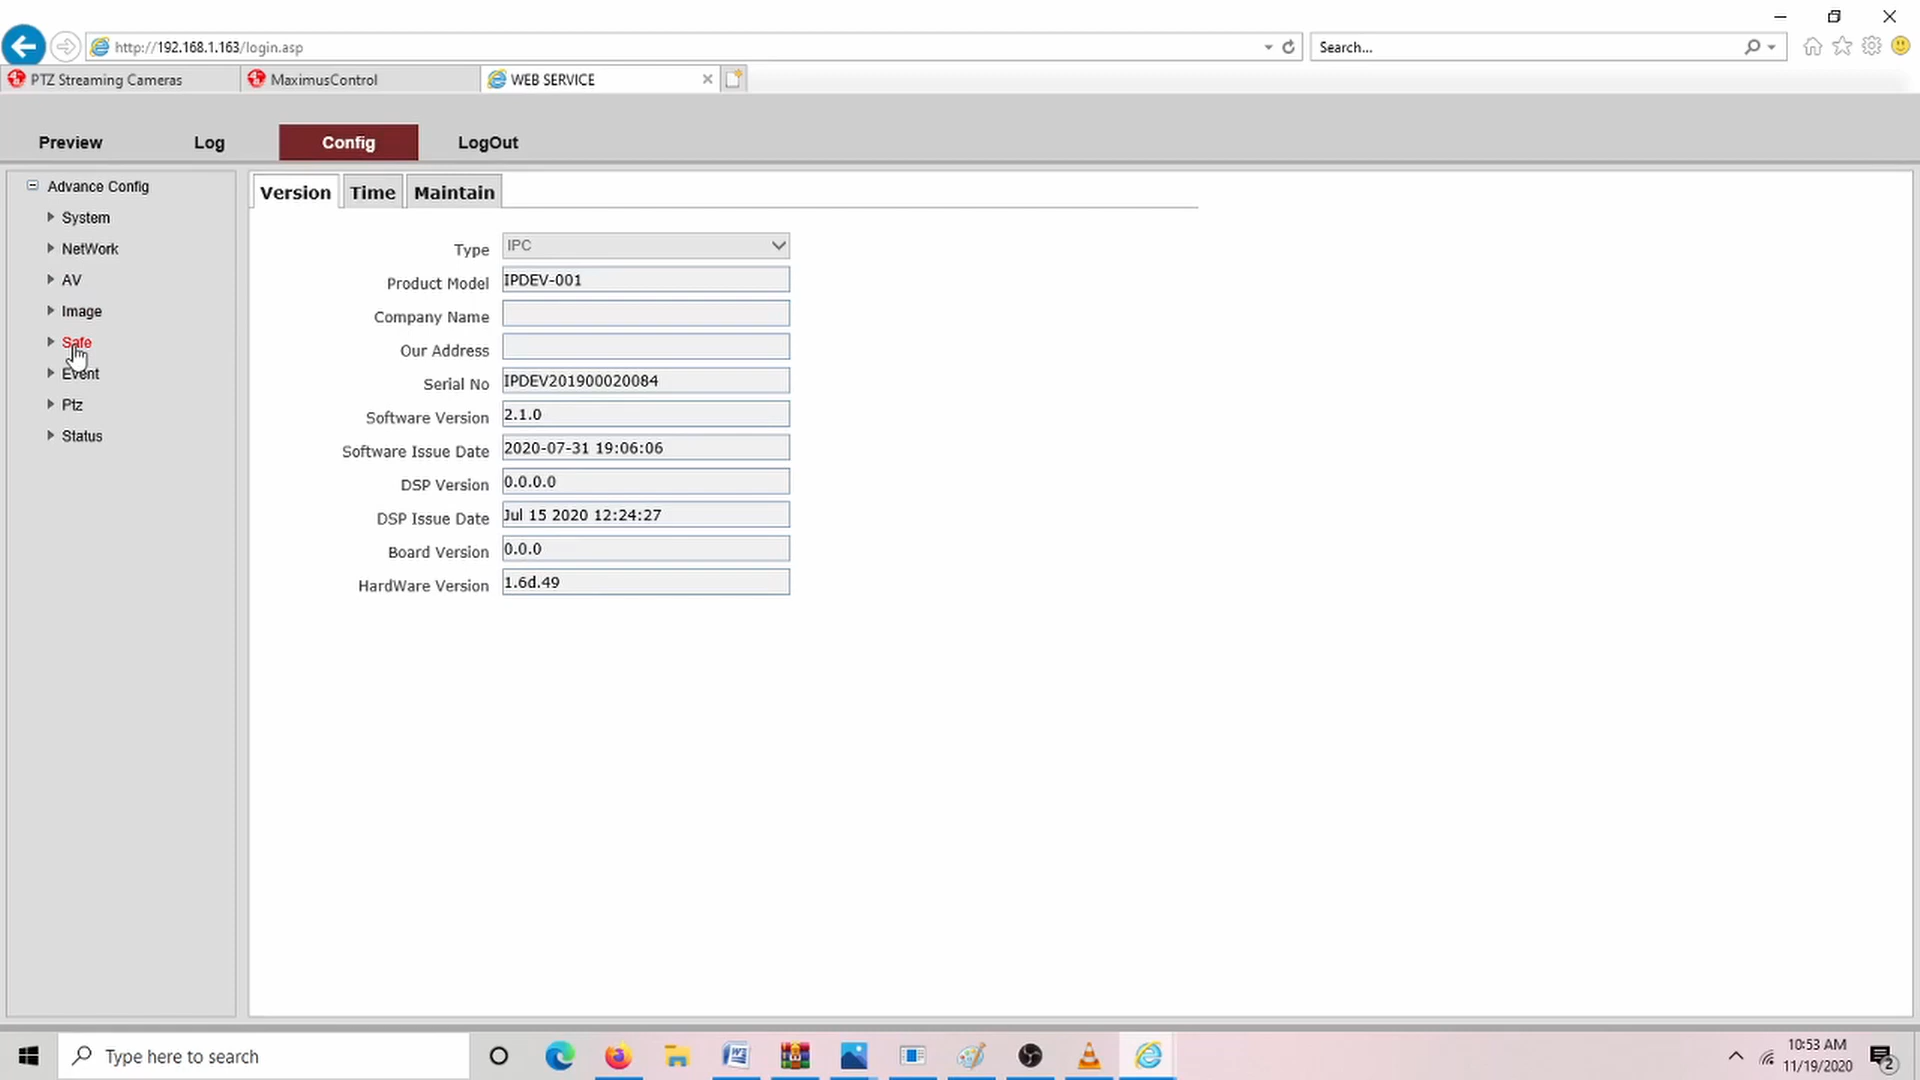 http://192.168.1.163/login.asp
Search...
PTZ Streaming Cameras
MaximusControl
WEB SERVICE
Preview
Log
Config
LogOut
Advance Config
System
NetWork
AV
Image
Safe
Event
Ptz
Status
Version
Time
Maintain
Type IPC
Product Model IPDEV-001
Company Name
Our Address
Serial No IPDEV201900020084
Software Version 2.1.0
Software Issue Date 2020-07-31 19:06:06
DSP Version 0.0.0.0
DSP Issue Date Jul 15 2020 12:24:27
Board Version 0.0.0
HardWare Version 1.6d.49
Type here to search
10:53 AM
11/19/2020
2